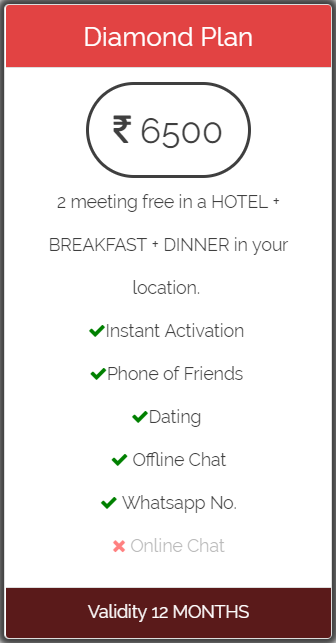 Diamond Plan
₹ 6500
2 meeting free in a HOTEL +
BREAKFAST + DINNER in your
location.
✔Instant Activation
✔Phone of Friends
✔Dating
✔ Offline Chat
✔ Whatsapp No.
✖ Online Chat
Validity 12 MONTHS